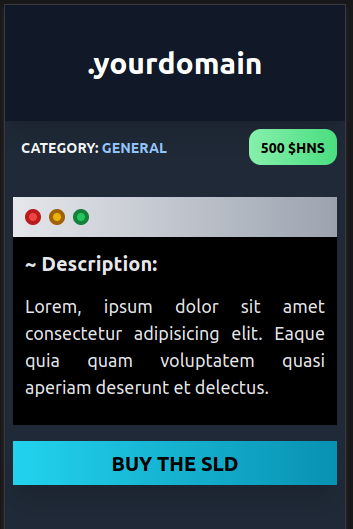 .yourdomain
CATEGORY: GENERAL
500 $HNS
~ Description:
Lorem, ipsum dolor sit amet
consectetur adipisicing elit. Eaque
quia quam voluptatem quasi
aperiam deserunt et delectus.
BUY THE SLD